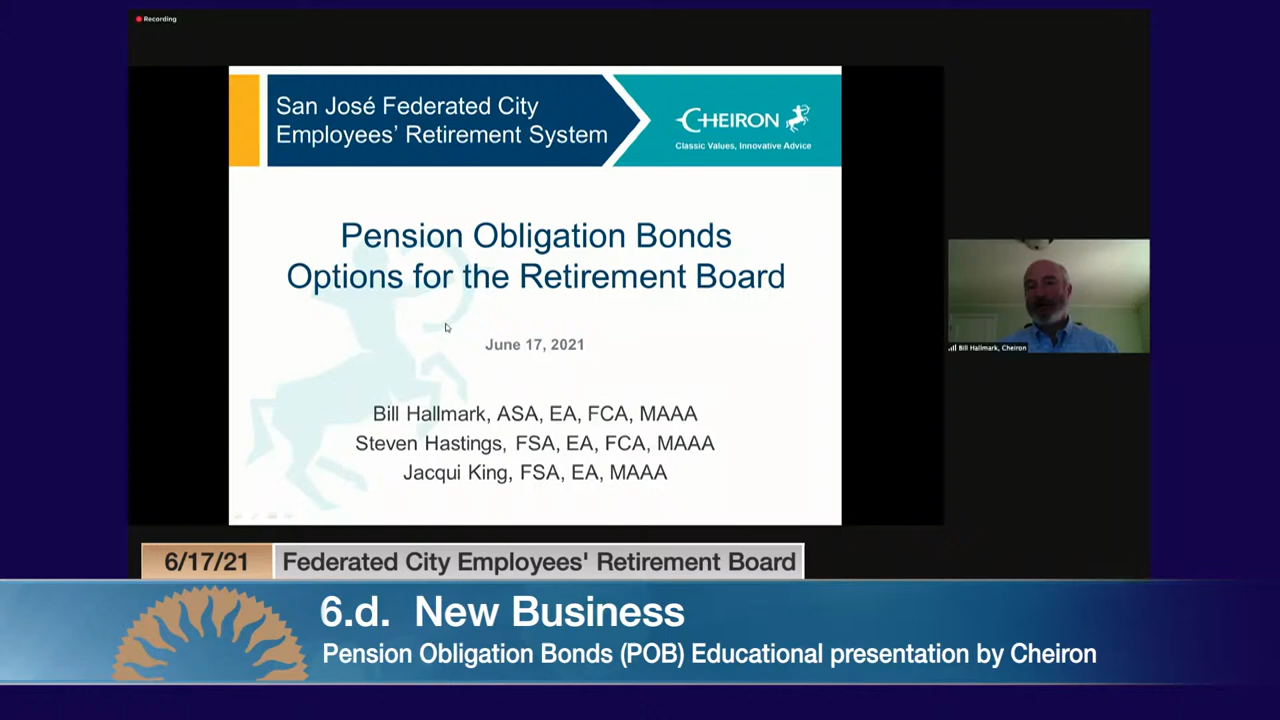 Recording
San José Federated City
Employees' Retirement System
CHEIRON
Classic Values, Innovative Advice
Pension Obligation Bonds
Options for the Retirement Board
June 17, 2021
Bill Hallmark, ASA, EA, FCA, MAAA
Steven Hastings, FSA, EA, FCA, MAAA
Jacqui King, FSA, EA, MAAA
Bill Hallmark, Cheiron
6/17/21
Federated City Employees' Retirement Board
6.d. New Business
Pension Obligation Bonds (POB) Educational presentation by Cheiron